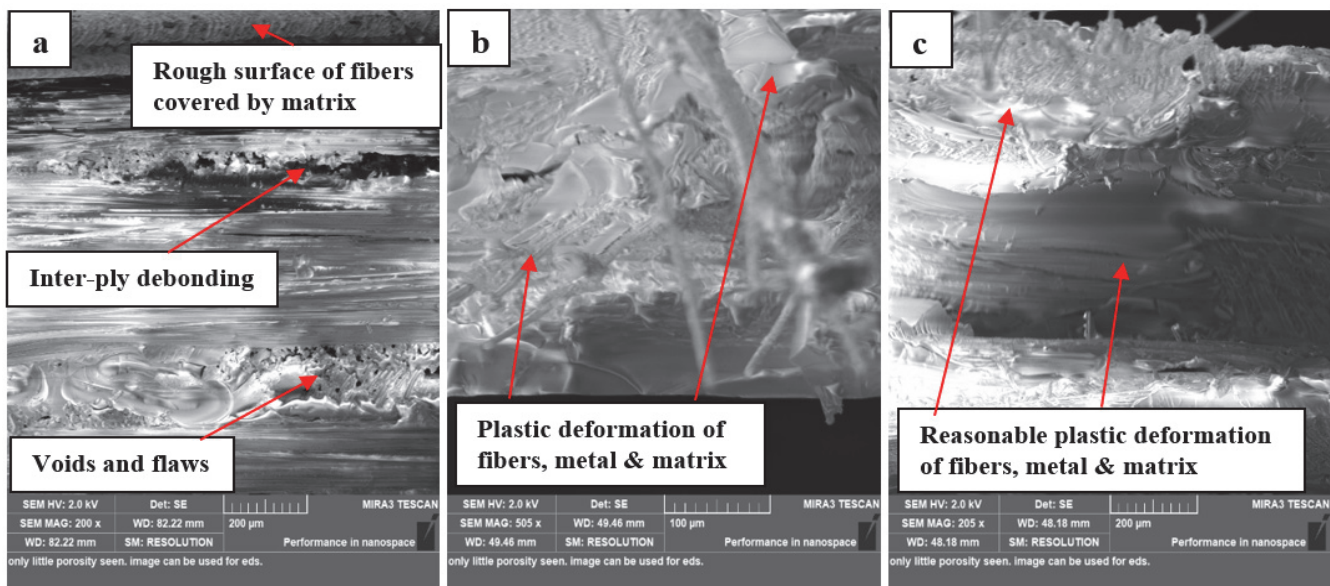 a
Rough surface of fibers
covered by matrix
Inter-ply debonding
Voids and flaws
SEM HV: 2.0 kV Det: SE MIRA3 TESCAN
SEM MAG: 200 x WD: 82.22 mm 200 µm
WD: 82.22 mm SM: RESOLUTION Performance in nanospace
only little porosity seen. image can be used for eds.
b
Plastic deformation of
fibers, metal & matrix
SEM HV: 2.0 kV Det: SE MIRA3 TESCAN
SEM MAG: 505 x WD: 49.46 mm 100 µm
WD: 49.46 mm SM: RESOLUTION Performance in nanospace
only little porosity seen. image can be used for eds.
c
Reasonable plastic deformation
of fibers, metal & matrix
SEM HV: 2.0 kV Det: SE MIRA3 TESCAN
SEM MAG: 205 x WD: 48.18 mm 200 µm
WD: 48.18 mm SM: RESOLUTION Performance in nanospace
only little porosity seen. image can be used for eds.